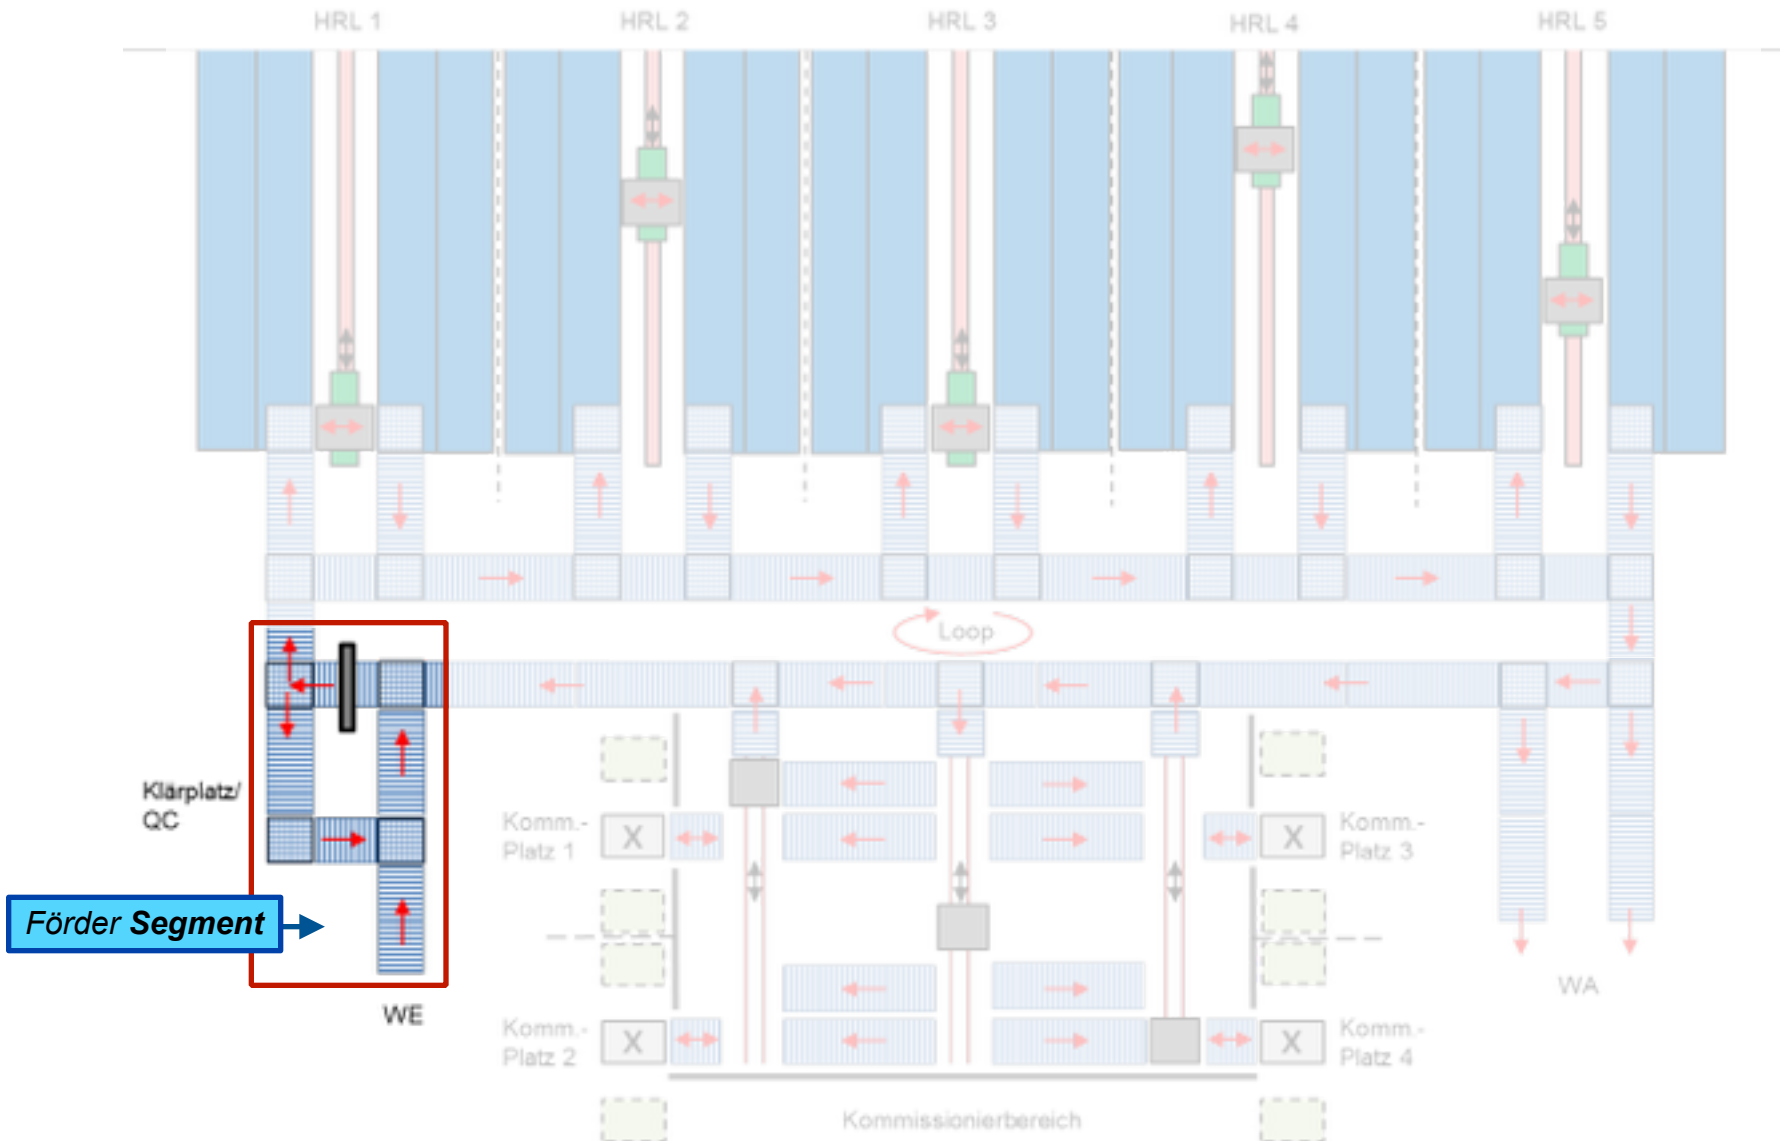 HRL 1
HRL 2
HRL 3
HRL 4
HRL 5
Loop
Klärplatz/
QC
Förder Segment
WE
Komm.-
Platz 1
X
X
Komm.-
Platz 3
Komm.-
Platz 2
X
X
Komm.-
Platz 4
WA
Kommissionierbereich